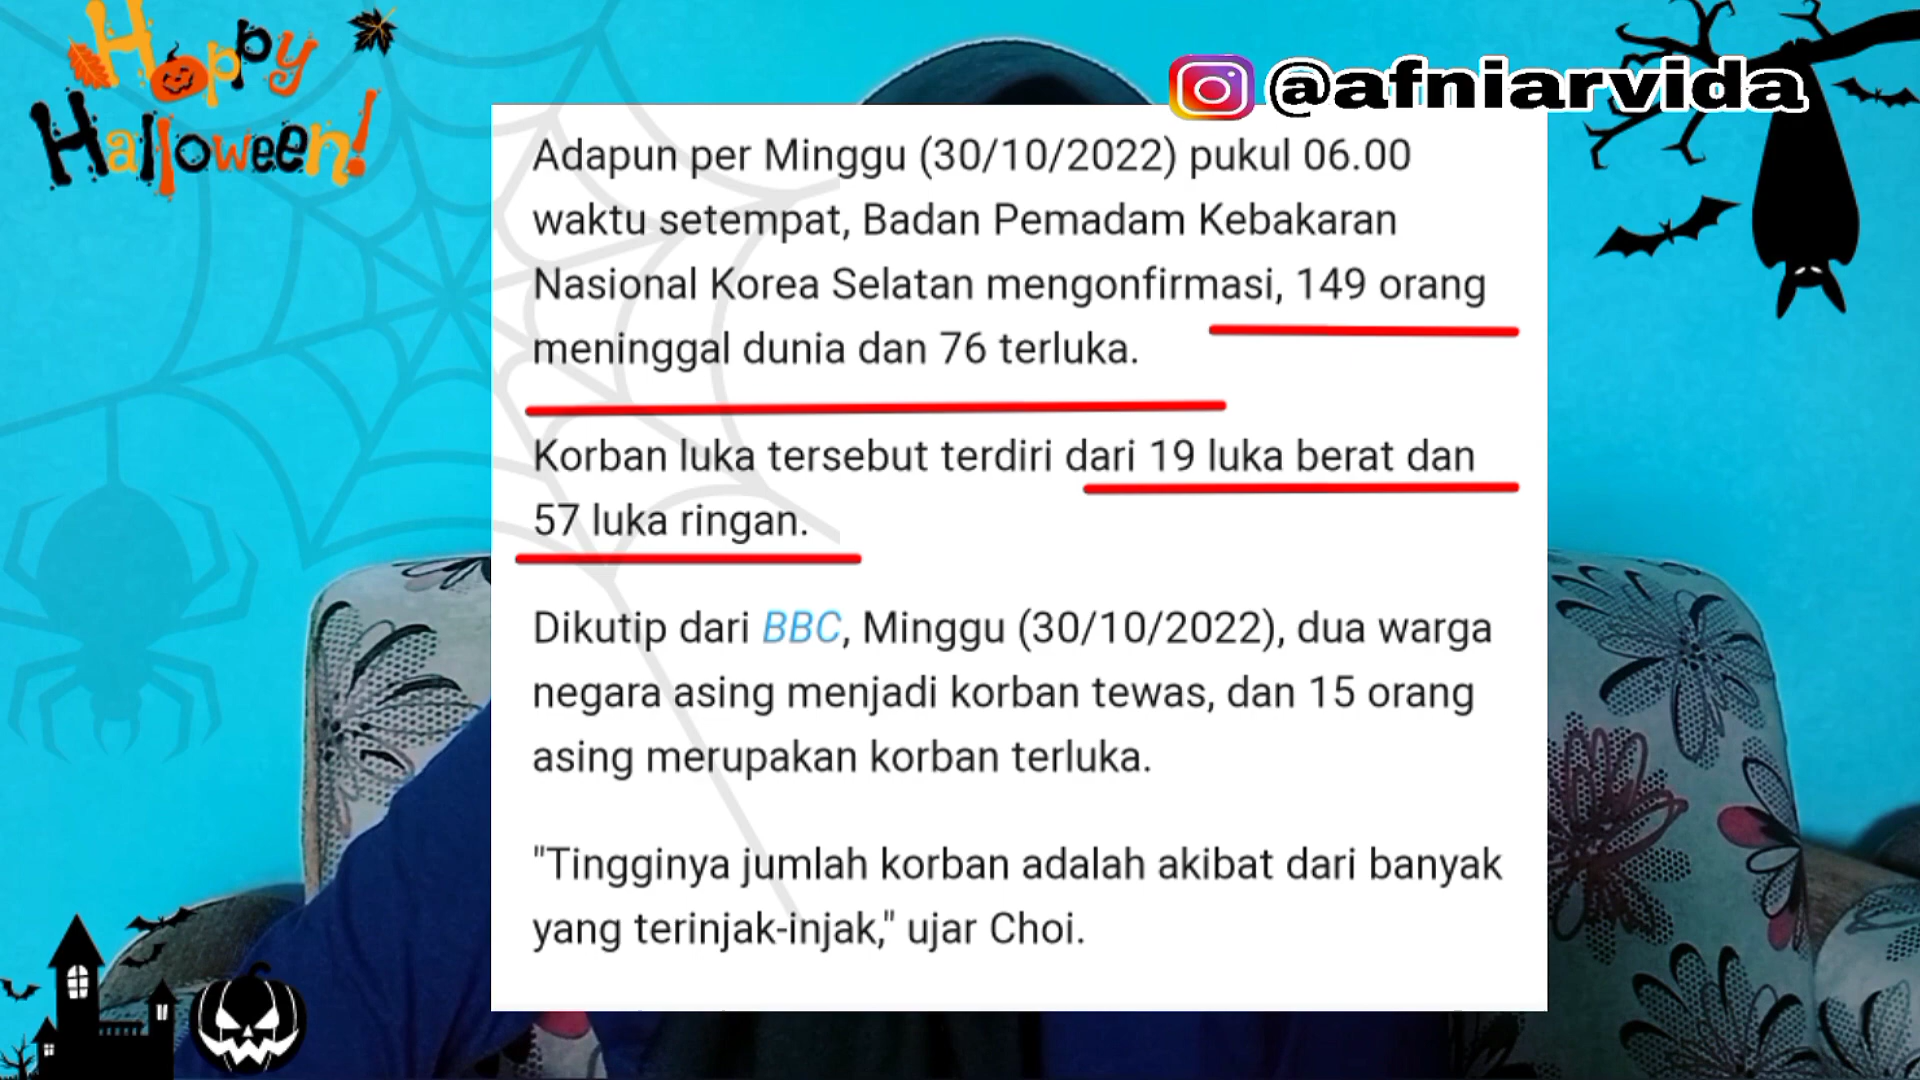 Happy
Halloween!
@afniarvida
Adapun per Minggu (30/10/2022) pukul 06.00
waktu setempat, Badan Pemadam Kebakaran
Nasional Korea Selatan mengonfirmasi, 149 orang
meninggal dunia dan 76 terluka.
Korban luka tersebut terdiri dari 19 luka berat dan
57 luka ringan.
Dikutip dari BBC, Minggu (30/10/2022), dua warga
negara asing menjadi korban tewas, dan 15 orang
asing merupakan korban terluka.
"Tingginya jumlah korban adalah akibat dari banyak
yang terinjak-injak," ujar Choi.